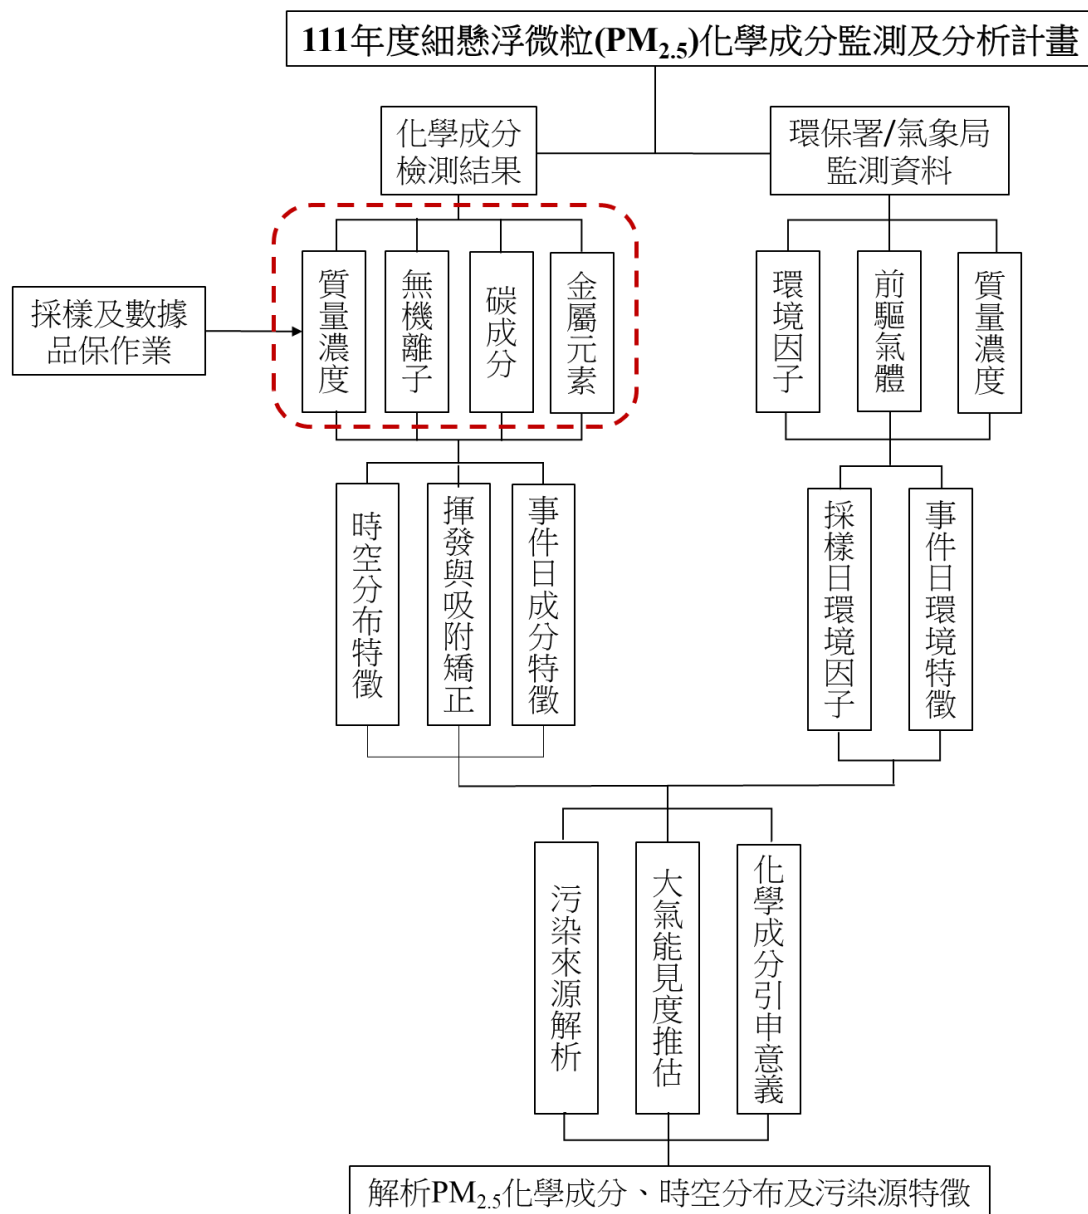 111年度細懸浮微粒(PM2.5)化學成分監測及分析計畫
化學成分
檢測結果
環保署/氣象局
監測資料
採樣及數據
品保作業
質量濃度
無機離子
碳成分
金屬元素
環境因子
前驅氣體
質量濃度
時空分布特徵
揮發與吸附矯正
事件日成分特徵
採樣日環境因子
事件日環境特徵
污染來源解析
大氣能見度推估
化學成分引申意義
解析PM2.5化學成分、時空分布及污染源特徵